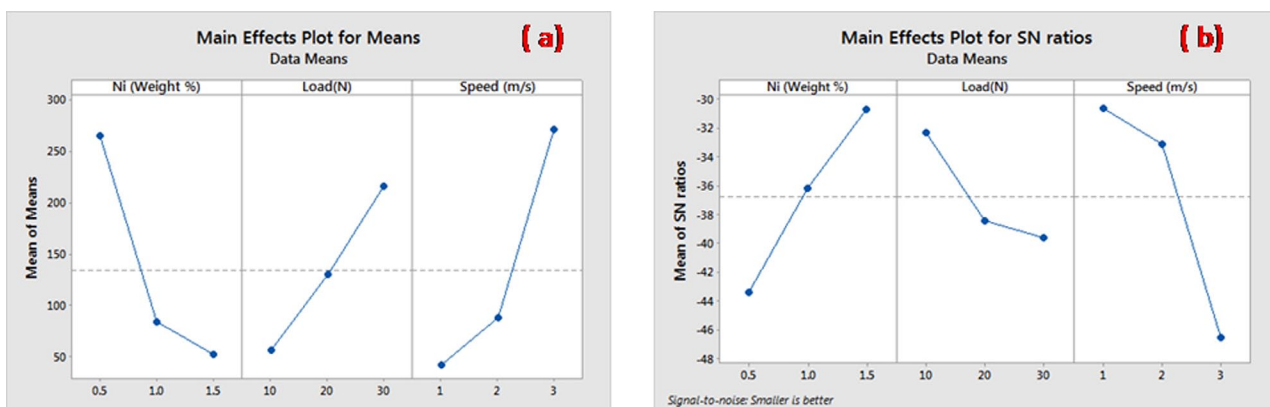 Main Effects Plot for Means
( a)
Data Means
Ni (Weight %) Load(N) Speed (m/s)
Mean of Means
300
250
200
150
100
50
0.5 1.0 1.5 10 20 30 1 2 3
Main Effects Plot for SN ratios
( b)
Data Means
Ni (Weight %) Load(N) Speed (m/s)
Mean of SN ratios
-30
-32
-34
-36
-38
-40
-42
-44
-46
-48
0.5 1.0 1.5 10 20 30 1 2 3
Signal-to-noise: Smaller is better